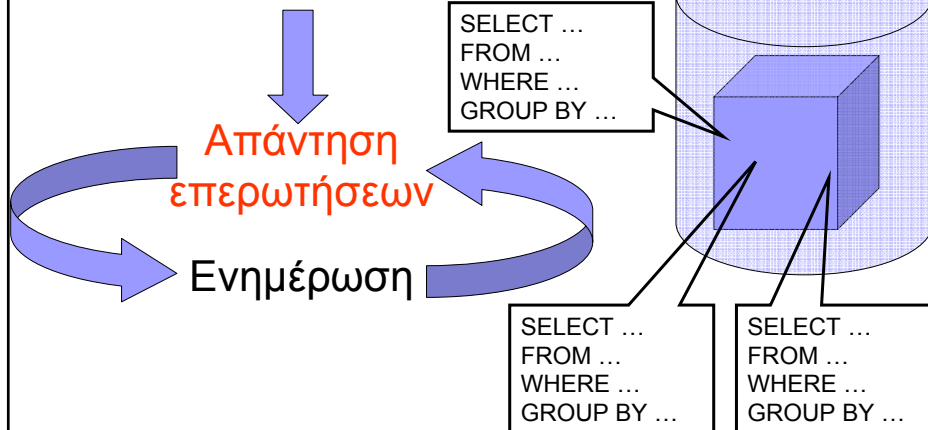 SELECT …
FROM …
WHERE …
GROUP BY …
Απάντηση
επερωτήσεων
Ενημέρωση
SELECT …
FROM …
WHERE …
GROUP BY …
SELECT …
FROM …
WHERE …
GROUP BY …